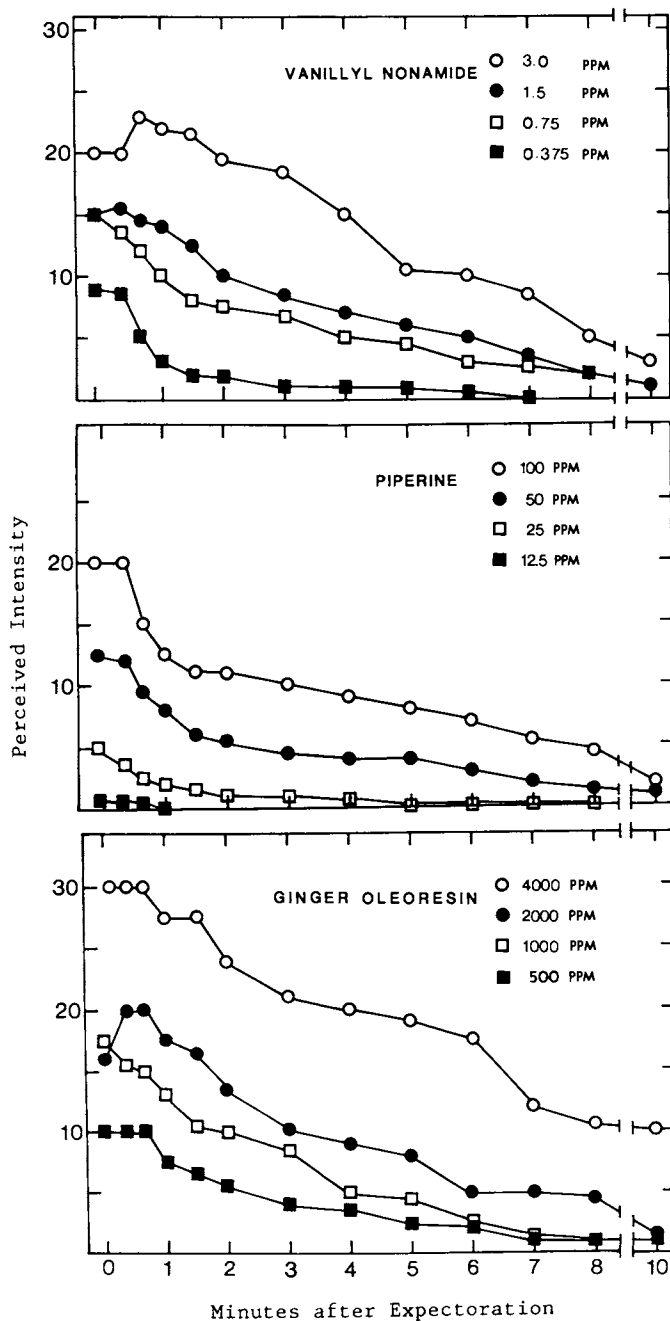 30
VANILLYL NONAMIDE
3.0 PPM
1.5 PPM
0.75 PPM
0.375 PPM
20
10
PIPERINE
100 PPM
50 PPM
25 PPM
12.5 PPM
20
10
Perceived Intensity
30
GINGER OLEORESIN
4000 PPM
2000 PPM
1000 PPM
500 PPM
20
10
0 1 2 3 4 5 6 7 8 10
Minutes after Expectoration